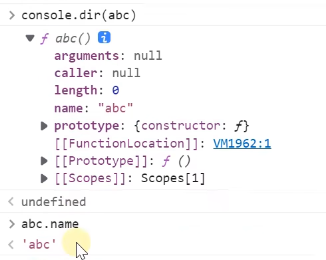 > console.dir(abc)
▼ ƒ abc() i
arguments: null
caller: null
length: 0
name: "abc"
▶ prototype: {constructor: ƒ}
[[FunctionLocation]]: VM1962:1
▶ [[Prototype]]: ƒ ()
▶ [[Scopes]]: Scopes[1]
< undefined
> abc.name
< 'abc'